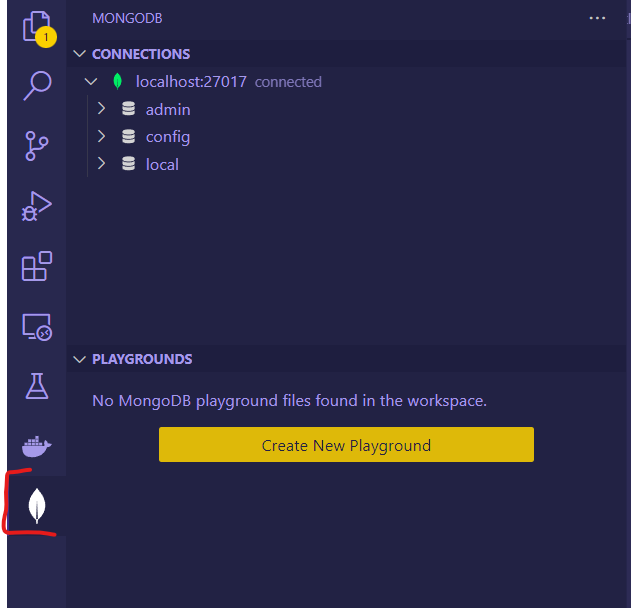 MONGODB
1
CONNECTIONS
localhost:27017 connected
admin
config
local
PLAYGROUNDS
No MongoDB playground files found in the workspace.
Create New Playground